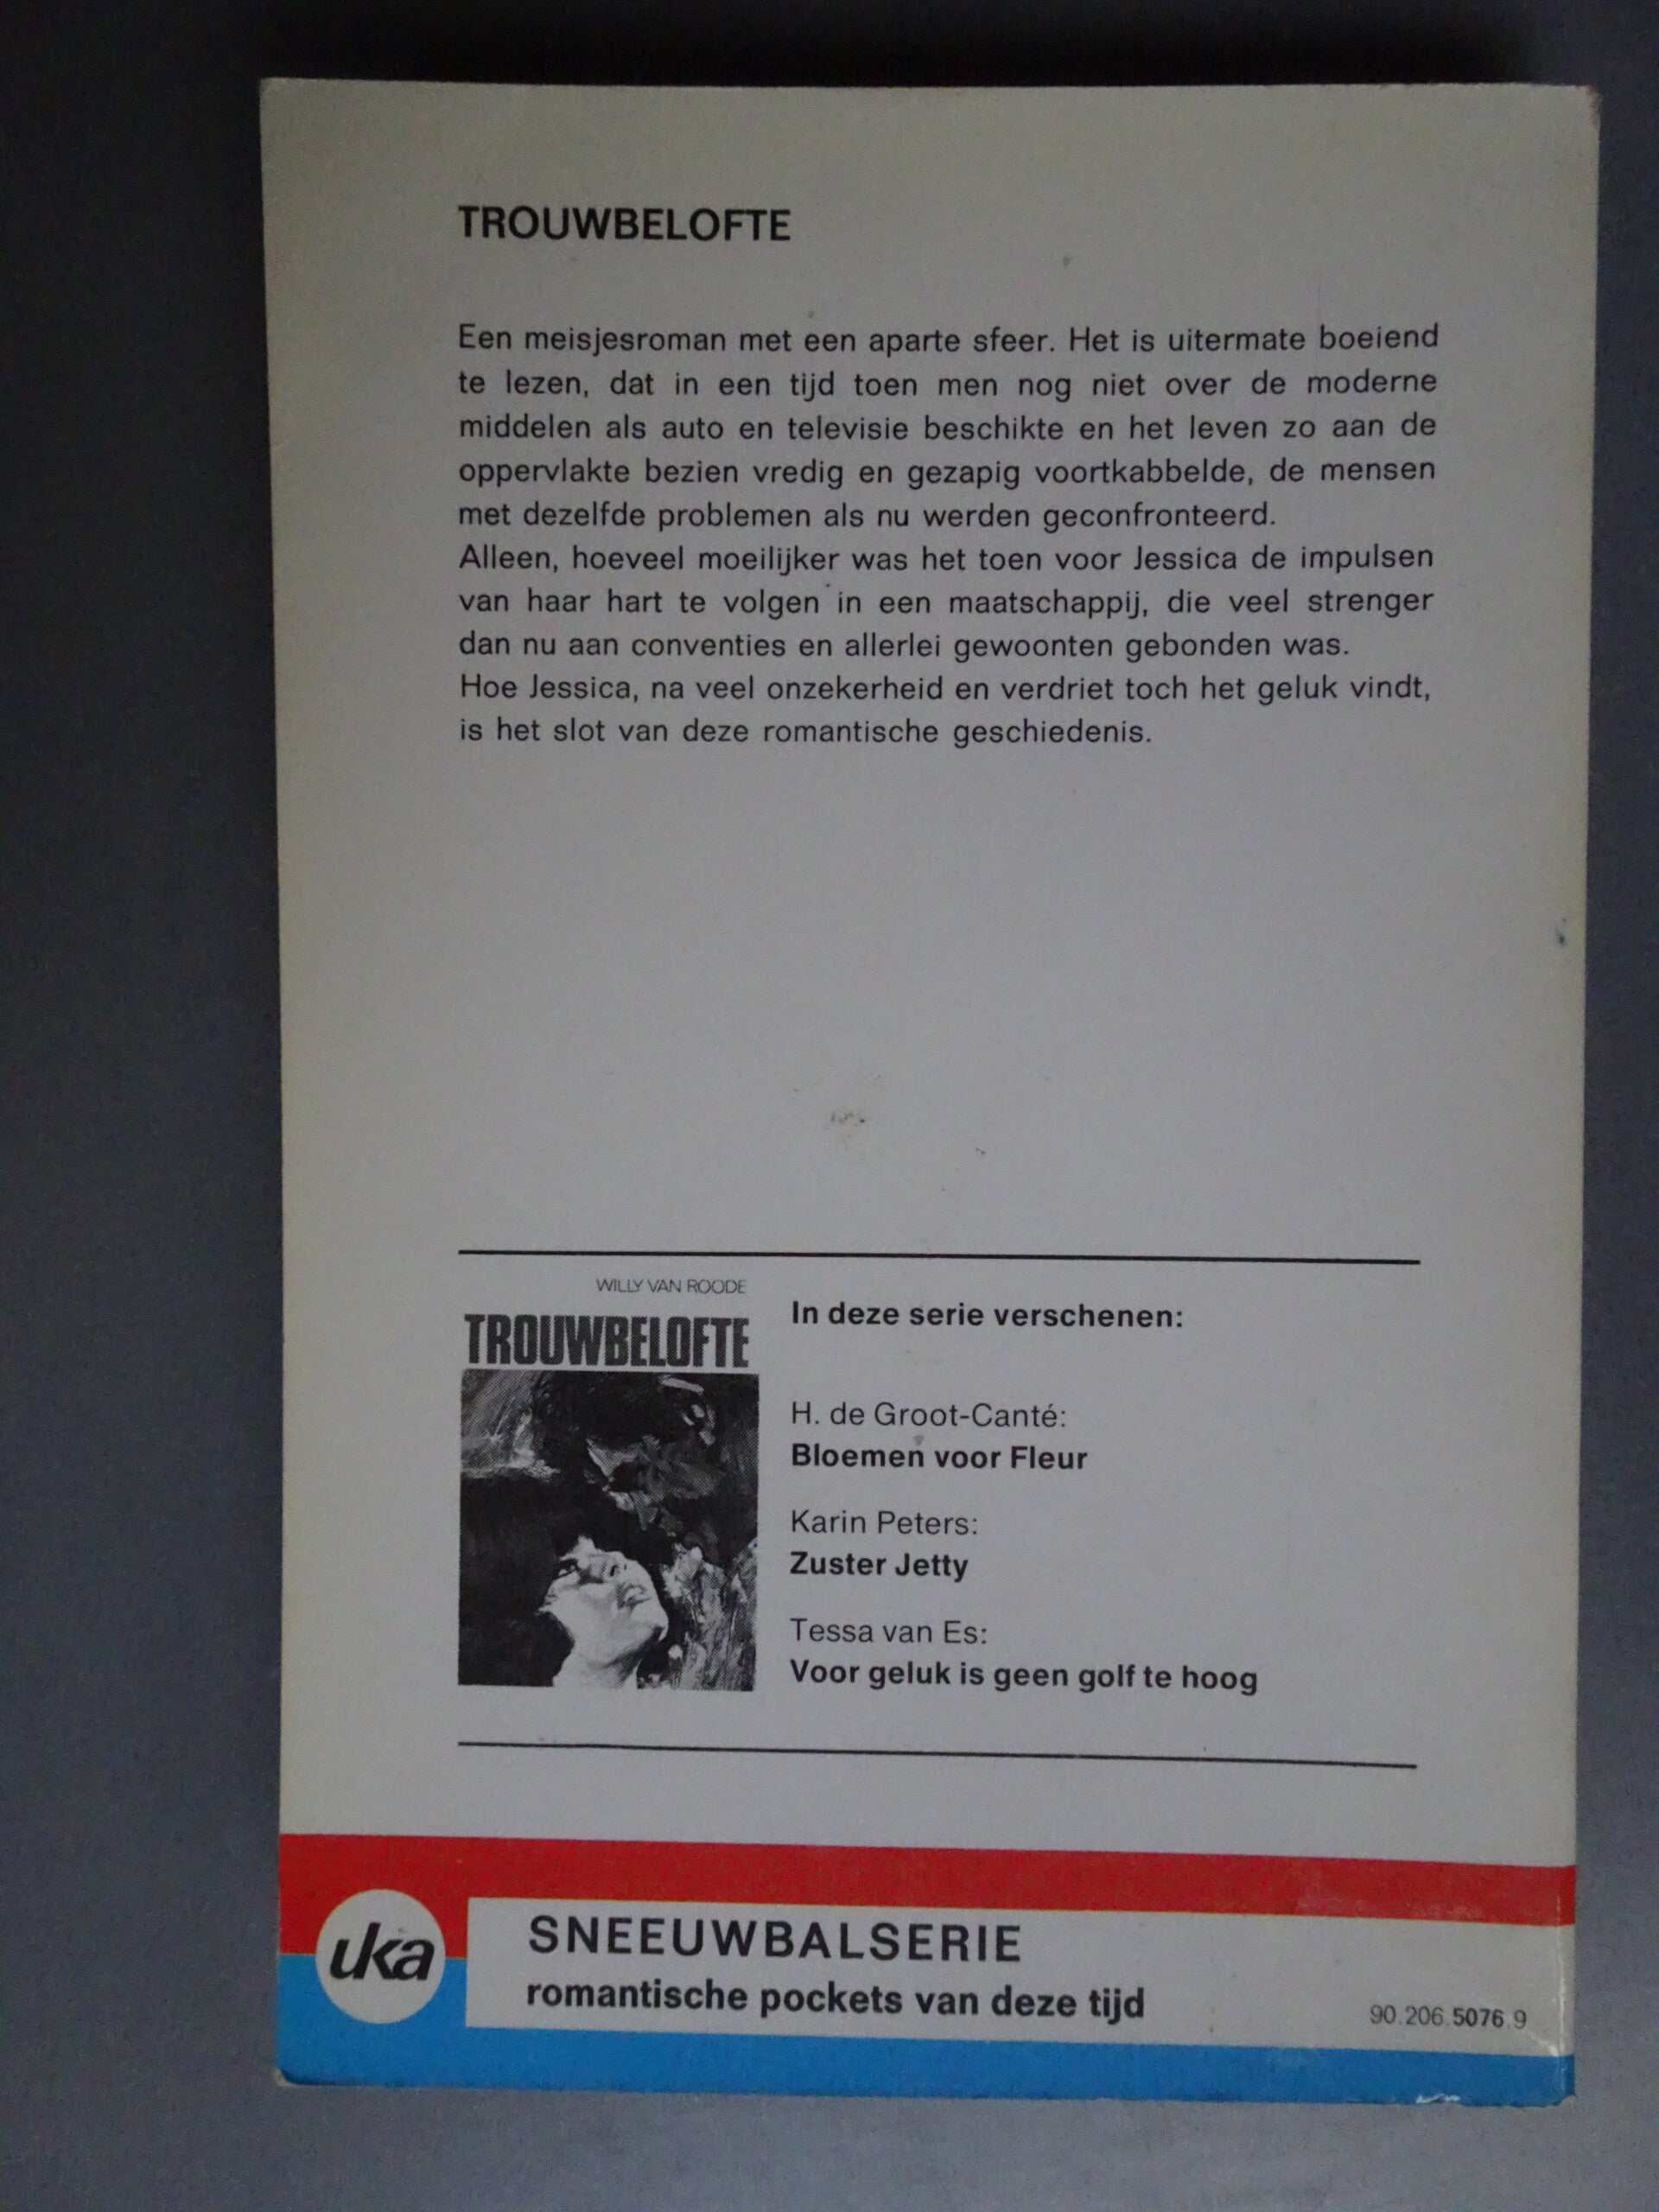 TROUWBELOFTE
Een meisjesroman met een aparte sfeer. Het is uitermate boeiend
te lezen, dat in een tijd toen men nog niet over de moderne
middelen als auto en televisie beschikte en het leven zo aan de
oppervlakte bezien vredig en gezapig voortkabbelde, de mensen
met dezelfde problemen als nu werden geconfronteerd.
Alleen, hoeveel moeilijker was het toen voor Jessica de impulsen
van haar hart te volgen in een maatschappij, die veel strenger
dan nu aan conventies en allerlei gewoonten gebonden was.
Hoe Jessica, na veel onzekerheid en verdriet toch het geluk vindt,
is het slot van deze romantische geschiedenis.
WILLY VAN ROODE
TROUWBELOFTE
In deze serie verschenen:
H. de Groot-Canté:
Bloemen voor Fleur
Karin Peters:
Zuster Jetty
Tessa van Es:
Voor geluk is geen golf te hoog
uka
SNEEUWBALSERIE
romantische pockets van deze tijd
90.206.5076.9